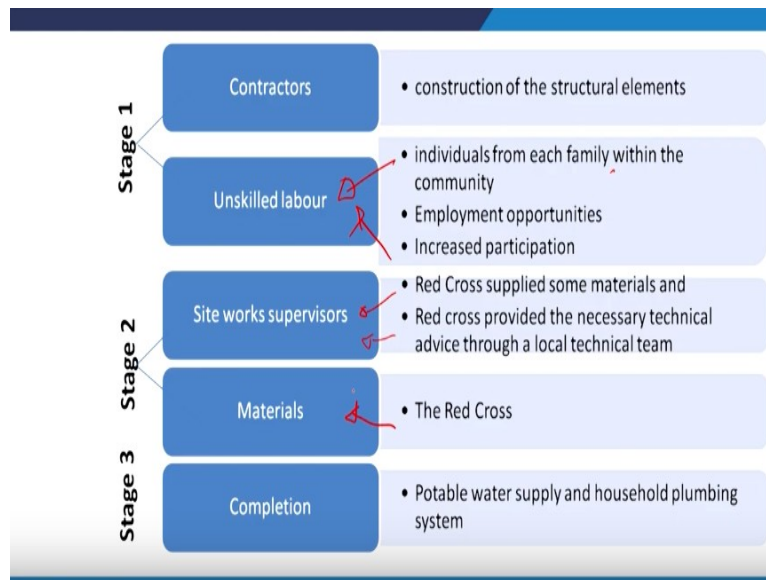 Stage 1
Contractors
• construction of the structural elements
Unskilled labour
• individuals from each family within the
community
• Employment opportunities
• Increased participation
Stage 2
Site works supervisors
• Red Cross supplied some materials and
• Red cross provided the necessary technical
advice through a local technical team
Materials
• The Red Cross
Stage 3
Completion
• Potable water supply and household plumbing
system